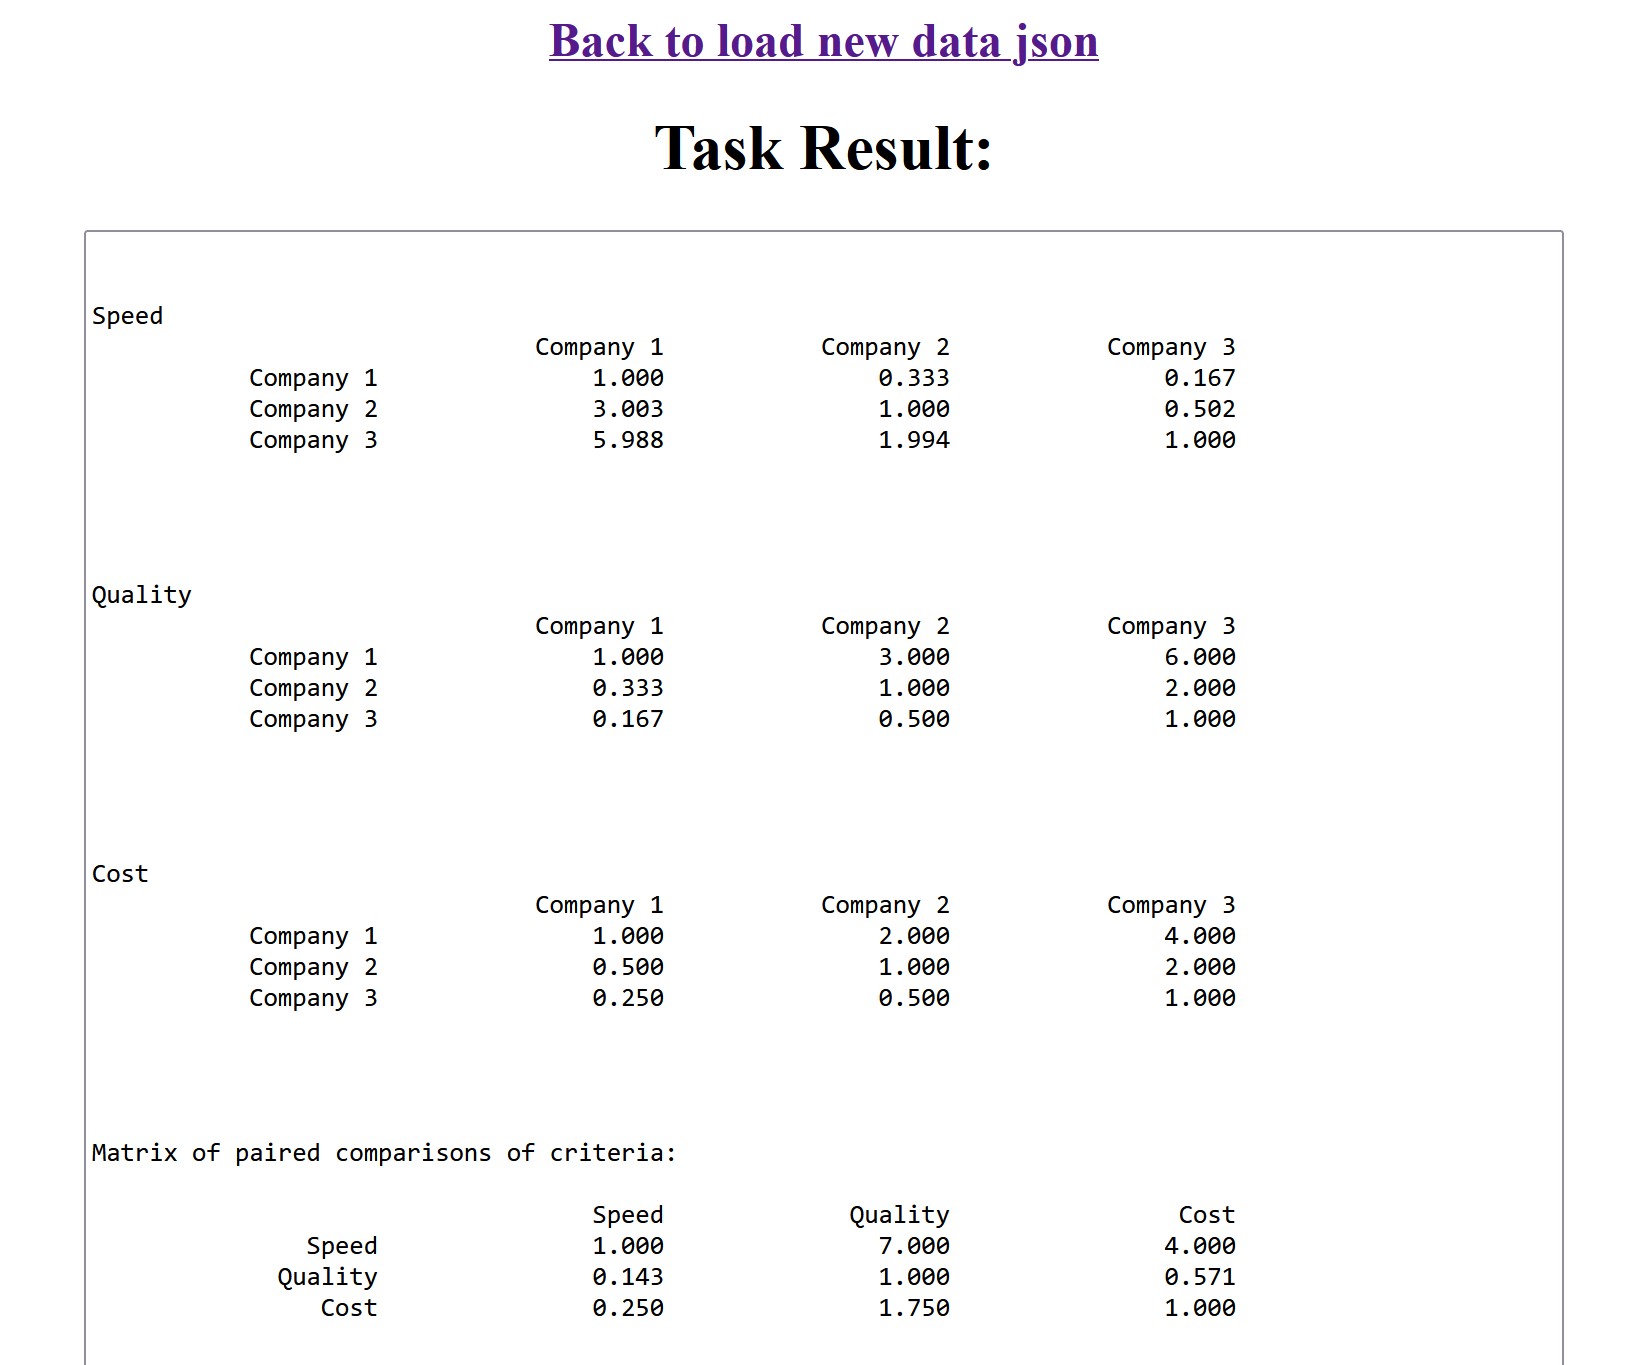 Back to load new data json
Task Result:
Speed
Company 1 Company 2 Company 3
Company 1 1.000 0.333 0.167
Company 2 3.003 1.000 0.502
Company 3 5.988 1.994 1.000
Quality
Company 1 Company 2 Company 3
Company 1 1.000 3.000 6.000
Company 2 0.333 1.000 2.000
Company 3 0.167 0.500 1.000
Cost
Company 1 Company 2 Company 3
Company 1 1.000 2.000 4.000
Company 2 0.500 1.000 2.000
Company 3 0.250 0.500 1.000
Matrix of paired comparisons of criteria:
Speed Quality Cost
Speed 1.000 7.000 4.000
Quality 0.143 1.000 0.571
Cost 0.250 1.750 1.000